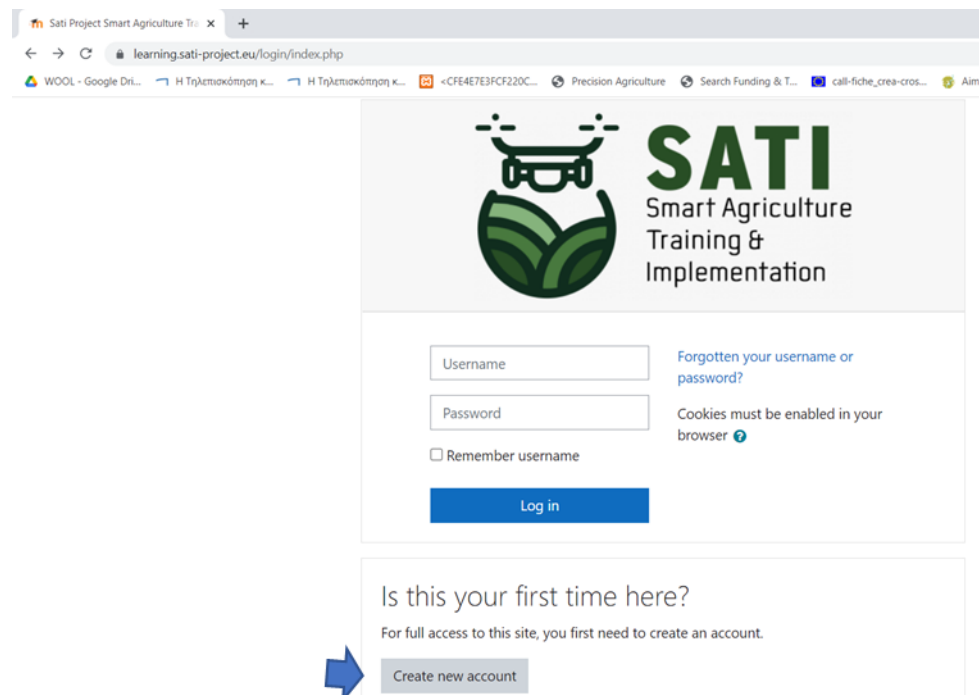 Sati Project Smart Agriculture Tra
learning.sati-project.eu/login/index.php
WOOL - Google Dri... Η Τηλεπισκόπηση κ... Η Τηλεπισκόπηση κ... <CFE4E7E3FCF220C... Precision Agriculture Search Funding & T... call-fiche_crea-cros... Aim
SATI
Smart Agriculture
Training &
Implementation
Username
Forgotten your username or
password?
Password
Cookies must be enabled in your
browser
Remember username
Log in
Is this your first time here?
For full access to this site, you first need to create an account.
Create new account